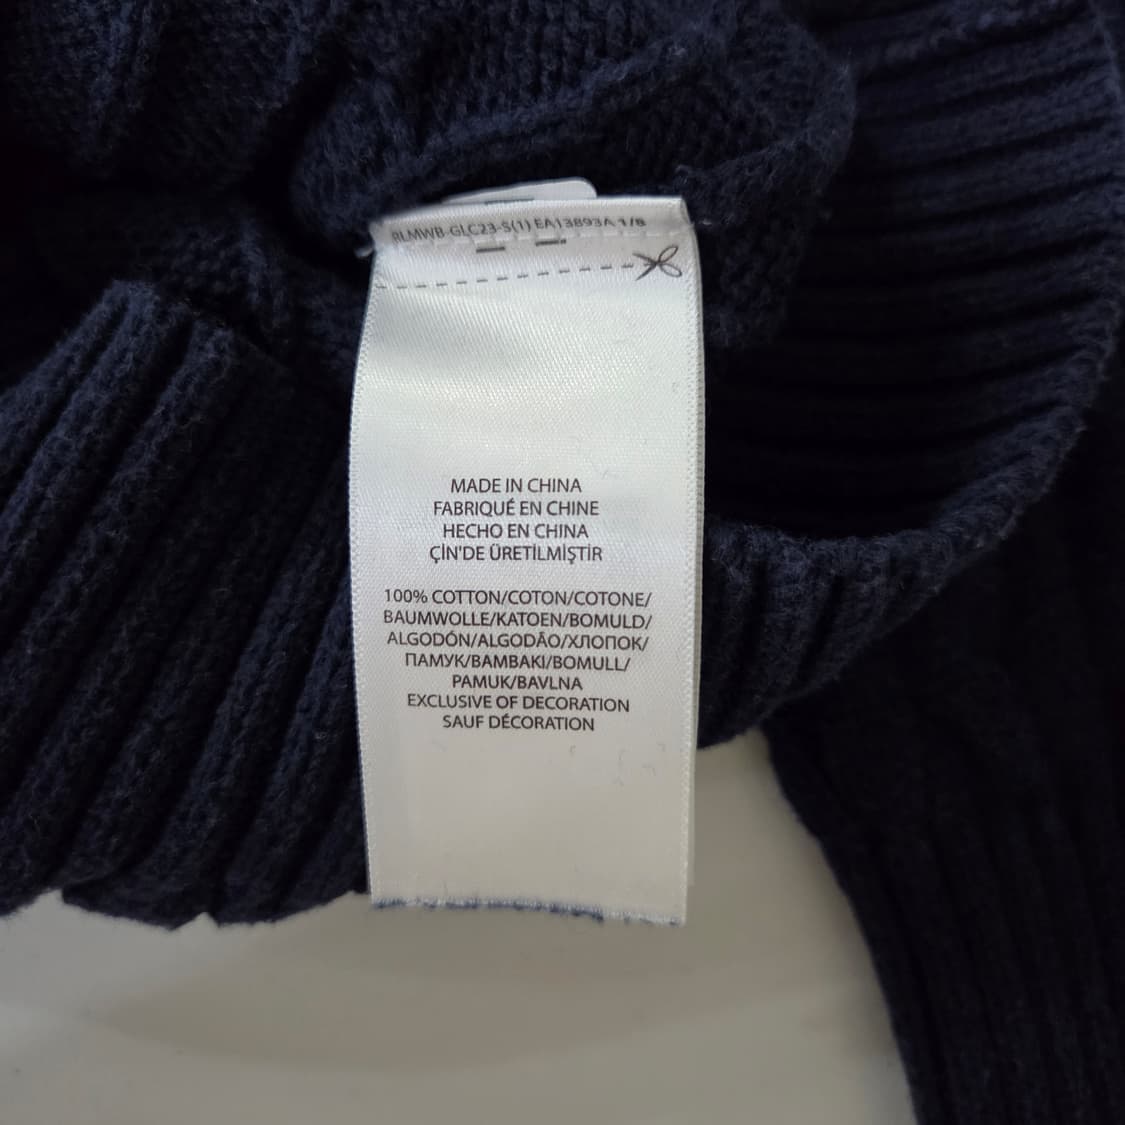 RLMWB-GLC23-S(1) EA13893A 1/8
MADE IN CHINA
FABRIQUÉ EN CHINE
HECHO EN CHINA
ÇİN'DE ÜRETİLMİŞTİR
100% COTTON/COTON/COTONE/
BAUMWOLLE/KATOEN/BOMULD/
ALGODÓN/ALGODÃO/ХЛОПОК/
ПАМУК/BAMBAKI/BOMULL/
PAMUK/BAVLNA
EXCLUSIVE OF DECORATION
SAUF DÉCORATION